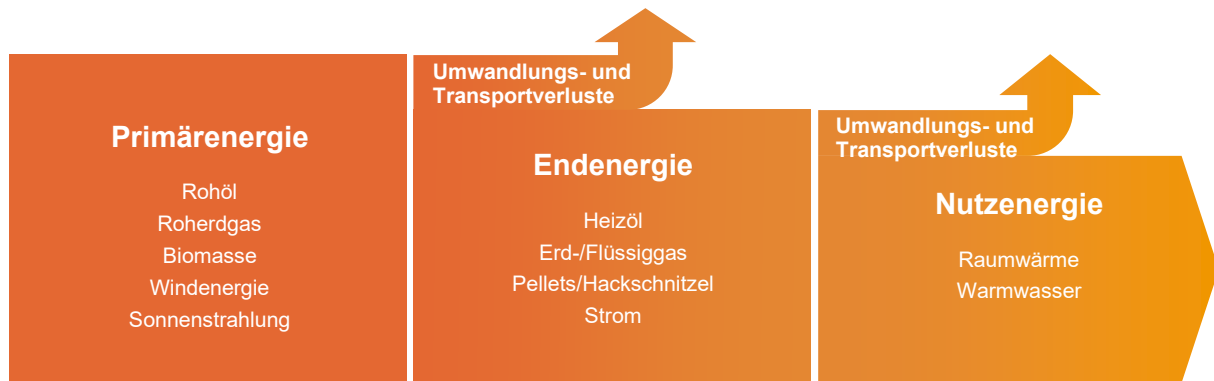 Primärenergie
Rohöl
Roherdgas
Biomasse
Windenergie
Sonnenstrahlung
Umwandlungs- und
Transportverluste
Endenergie
Heizöl
Erd-/Flüssiggas
Pellets/Hackschnitzel
Strom
Umwandlungs- und
Transportverluste
Nutzenergie
Raumwärme
Warmwasser